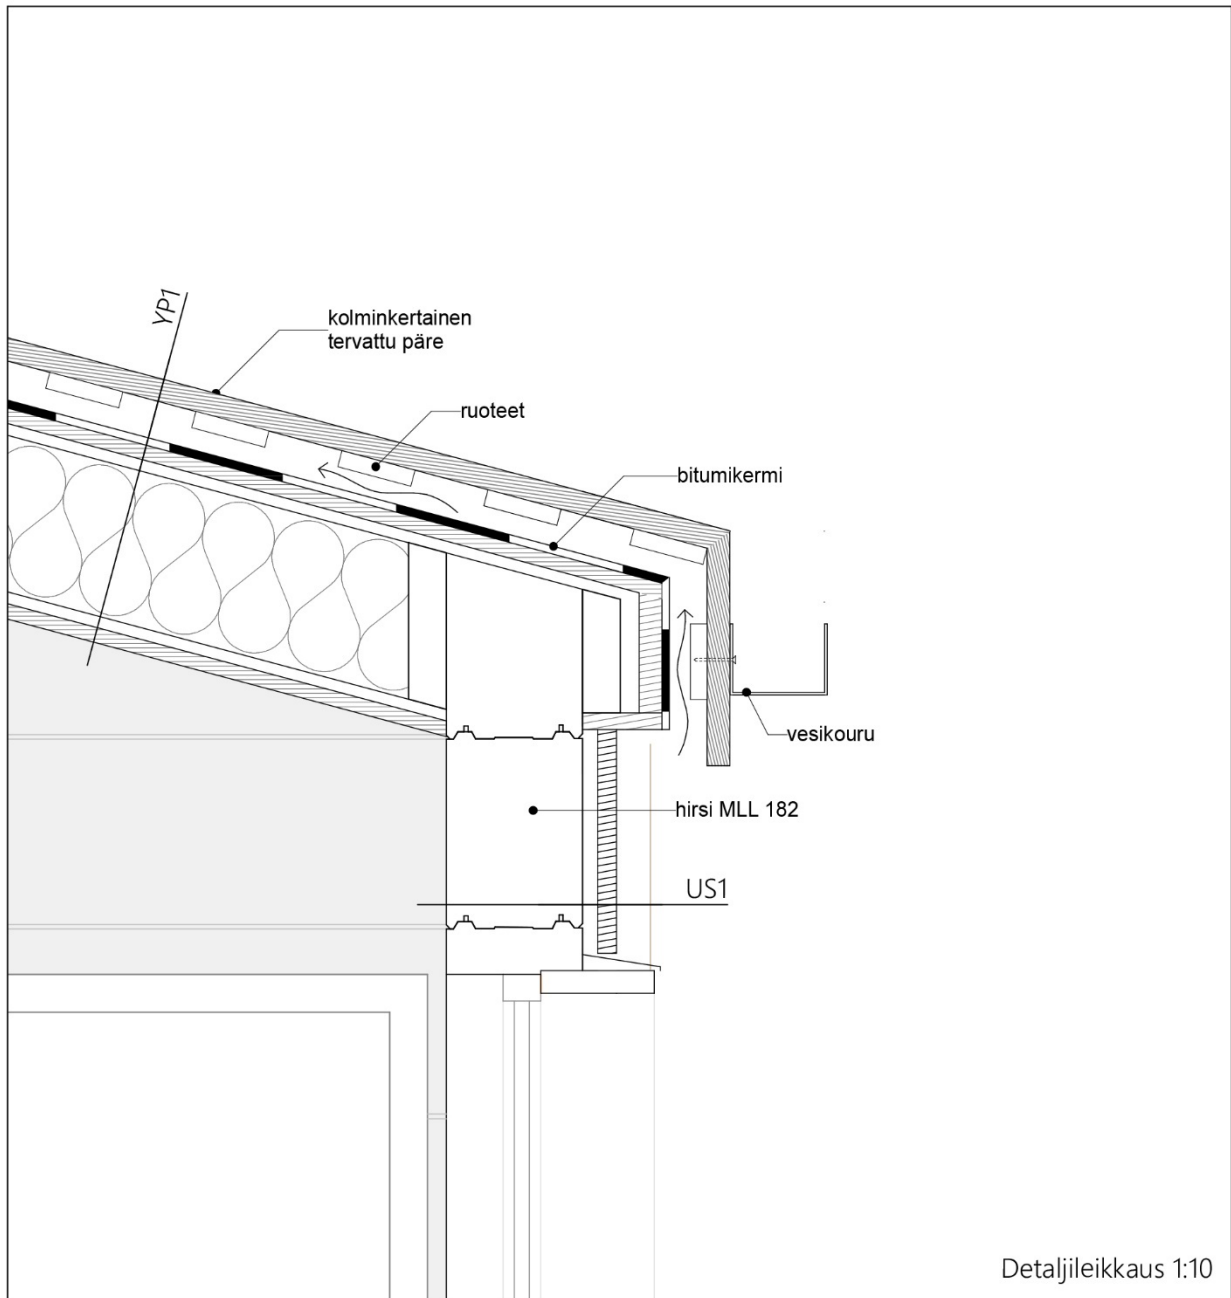 YP1
kolminkertainen
tervattu päre
ruoteet
bitumikermi
vesikouru
hirsi MLL 182
US1
Detaljileikkaus 1:10